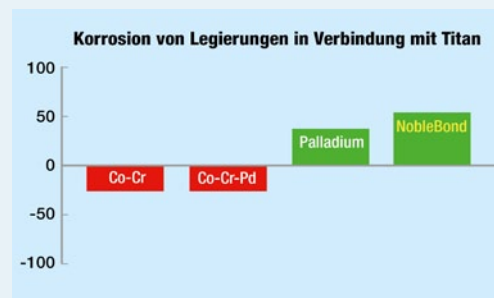 Korrosion von Legierungen in Verbindung mit Titan
100
50
0
-50
-100
Co-Cr
Co-Cr-Pd
Palladium
NobleBond